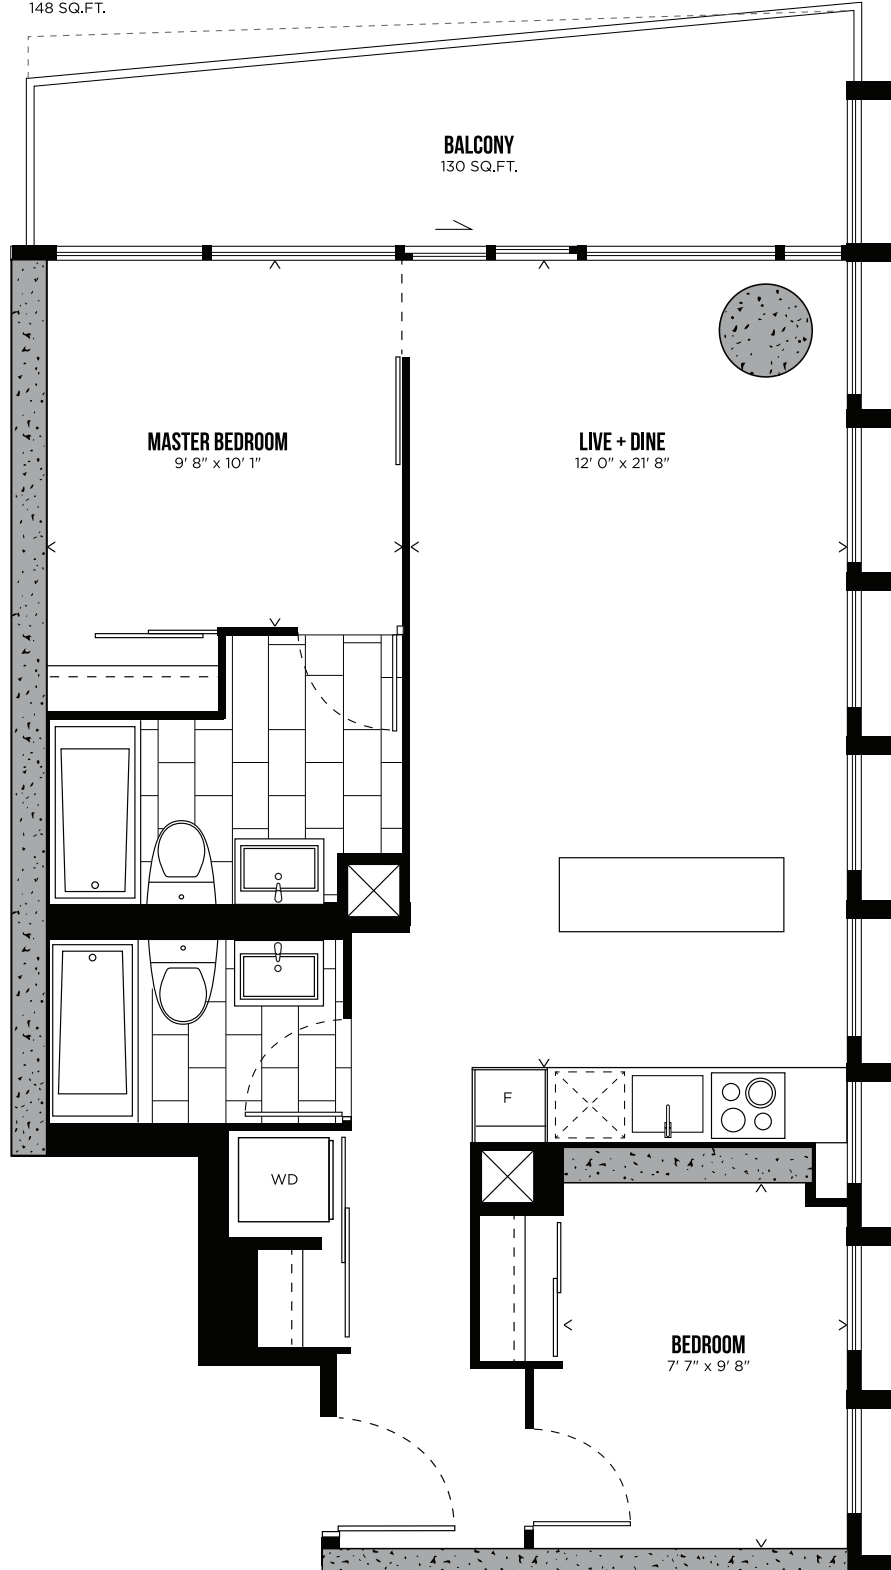 148 SQ.FT.
BALCONY
130 SQ.FT.
MASTER BEDROOM
9' 8" x 10' 1"
LIVE + DINE
12' 0" x 21' 8"
F
WD
BEDROOM
7' 7" x 9' 8"